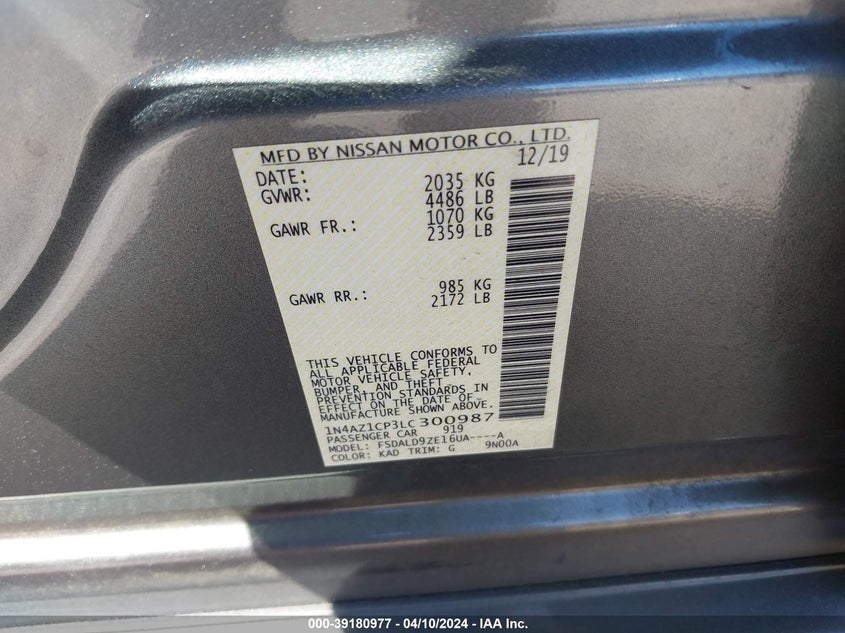 MFD BY NISSAN MOTOR CO., LTD.
DATE: 12/19
GVWR: 2035 KG
4486 LB
GAWR FR.: 1070 KG
2359 LB
GAWR RR.: 985 KG
2172 LB
THIS VEHICLE CONFORMS TO
ALL APPLICABLE FEDERAL
MOTOR VEHICLE SAFETY,
BUMPER, AND THEFT
PREVENTION STANDARDS IN
EFFECT ON THE DATE OF
MANUFACTURE SHOWN ABOVE.
1N4AZ1CP3LC300987
PASSENGER CAR 919
MODEL: FSDALD9ZE16UA----A
COLOR: KAD TRIM: G 9N00A
000-39180977 - 04/10/2024 - IAA, Inc.